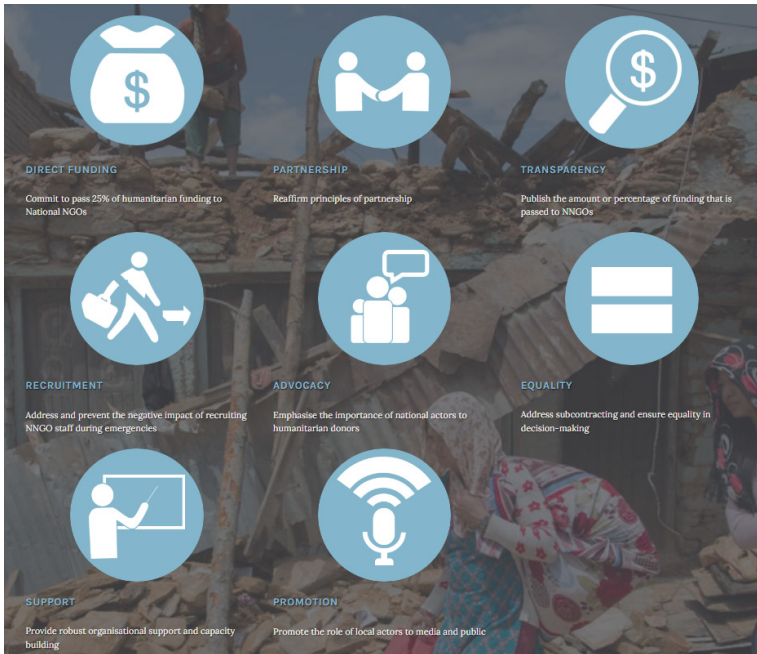 $
$
DIRECT FUNDING
Commit to pass 25% of humanitarian funding to
National NGOs
PARTNERSHIP
Reaffirm principles of partnership
TRANSPARENCY
Publish the amount or percentage of funding that is
passed to NNGOs
RECRUITMENT
Address and prevent the negative impact of recruiting
NNGO staff during emergencies
ADVOCACY
Emphasise the importance of national actors to
humanitarian donors
EQUALITY
Address subcontracting and ensure equality in
decision-making
SUPPORT
Provide robust organisational support and capacity
building
PROMOTION
Promote the role of local actors to media and public